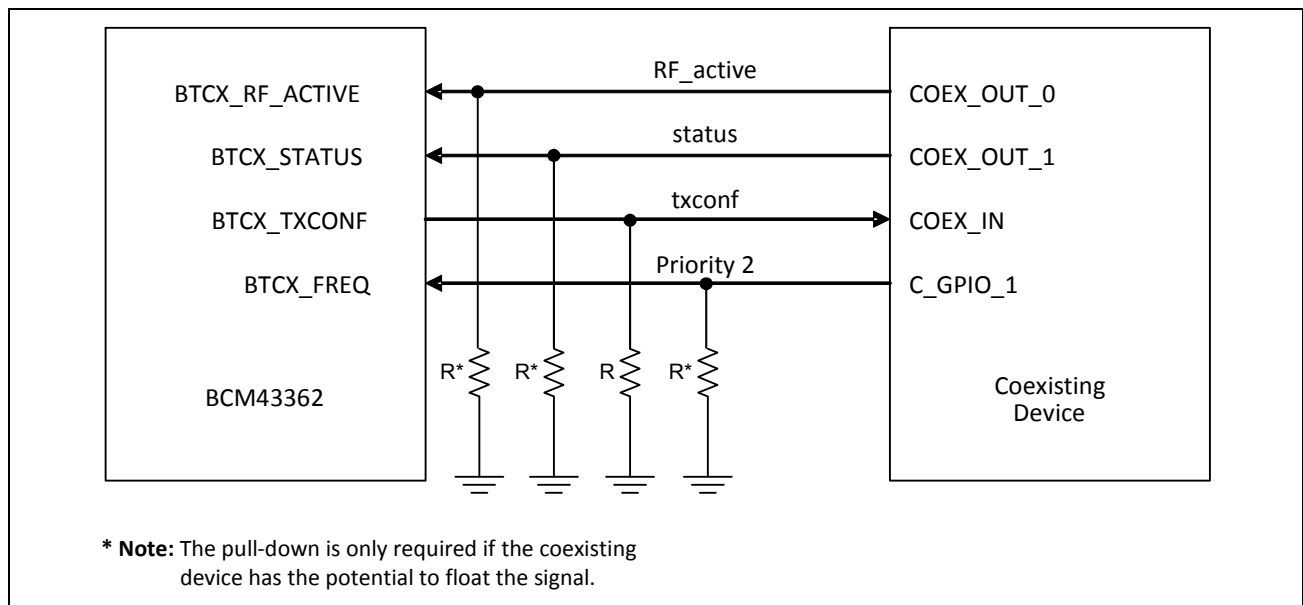 RF_active
BTCX_RF_ACTIVE
COEX_OUT_0
status
BTCX_STATUS
COEX_OUT_1
txconf
BTCX_TXCONF
COEX_IN
Priority 2
BTCX_FREQ
C_GPIO_1
R*
R*
R
R*
BCM43362
Coexisting
Device
* Note: The pull-down is only required if the coexisting
device has the potential to float the signal.